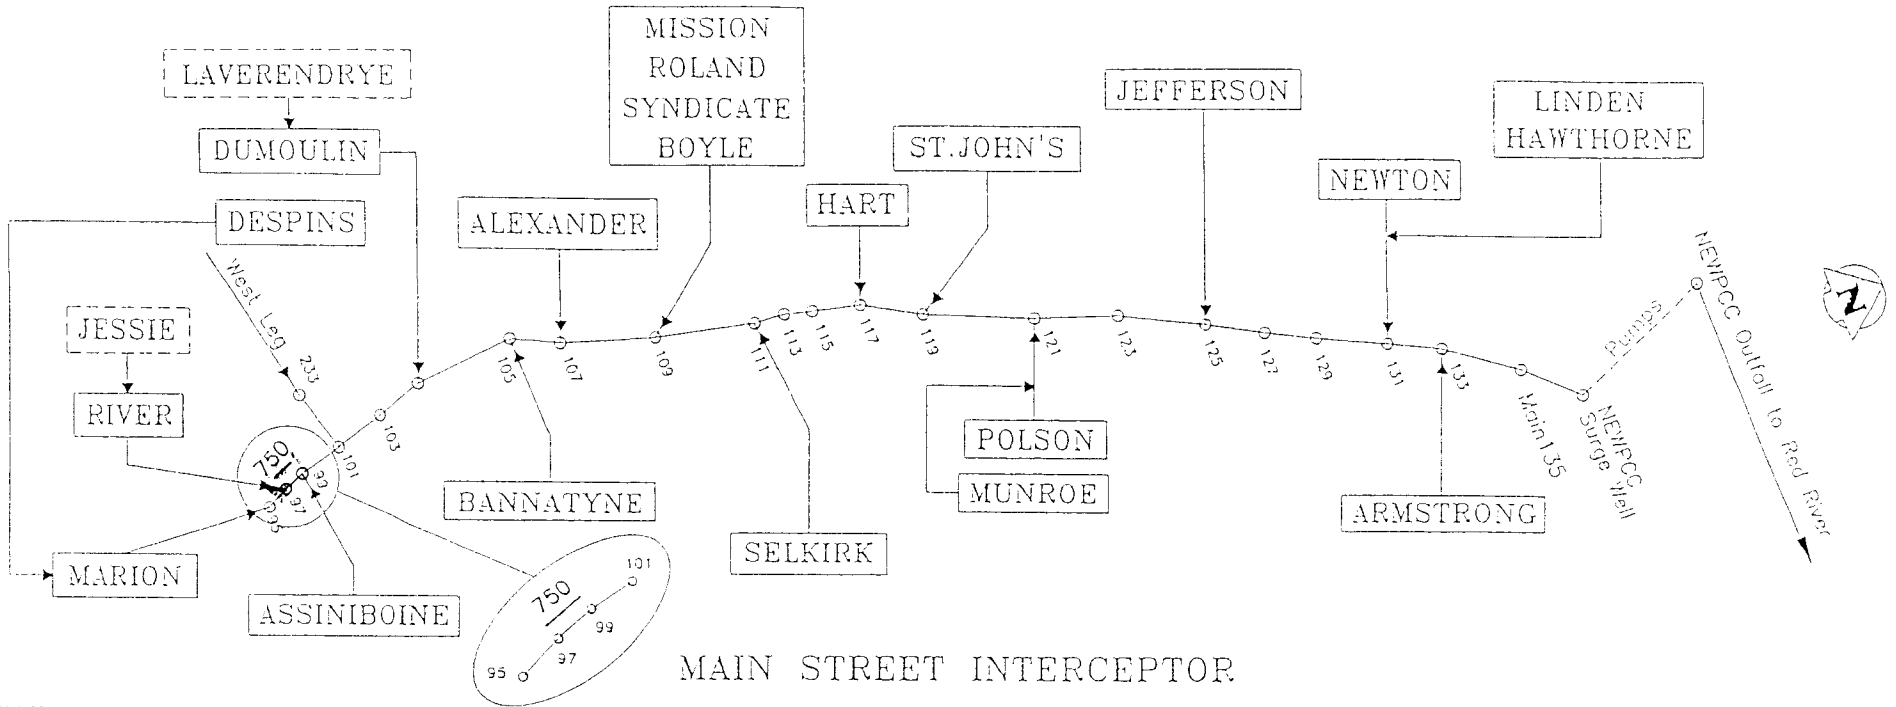 MISSION
ROLAND
SYNDICATE
BOYLE
LAVERENDRYE
DUMOULIN
DESPINS
ALEXANDER
HART
ST.JOHN'S
JEFFERSON
NEWTON
LINDEN
HAWTHORNE
West Leg
233
JESSIE
RIVER
MARION
ASSINIBOINE
750
95
97
99
101
103
105
107
109
111
113
115
117
119
121
123
125
127
129
131
133
Main135
NEWPCC
Surge Well
Pumps
NEWPCC Outfall to Red River
N
BANNATYNE
SELKIRK
POLSON
MUNROE
ARMSTRONG
750
101
99
97
95
MAIN STREET INTERCEPTOR